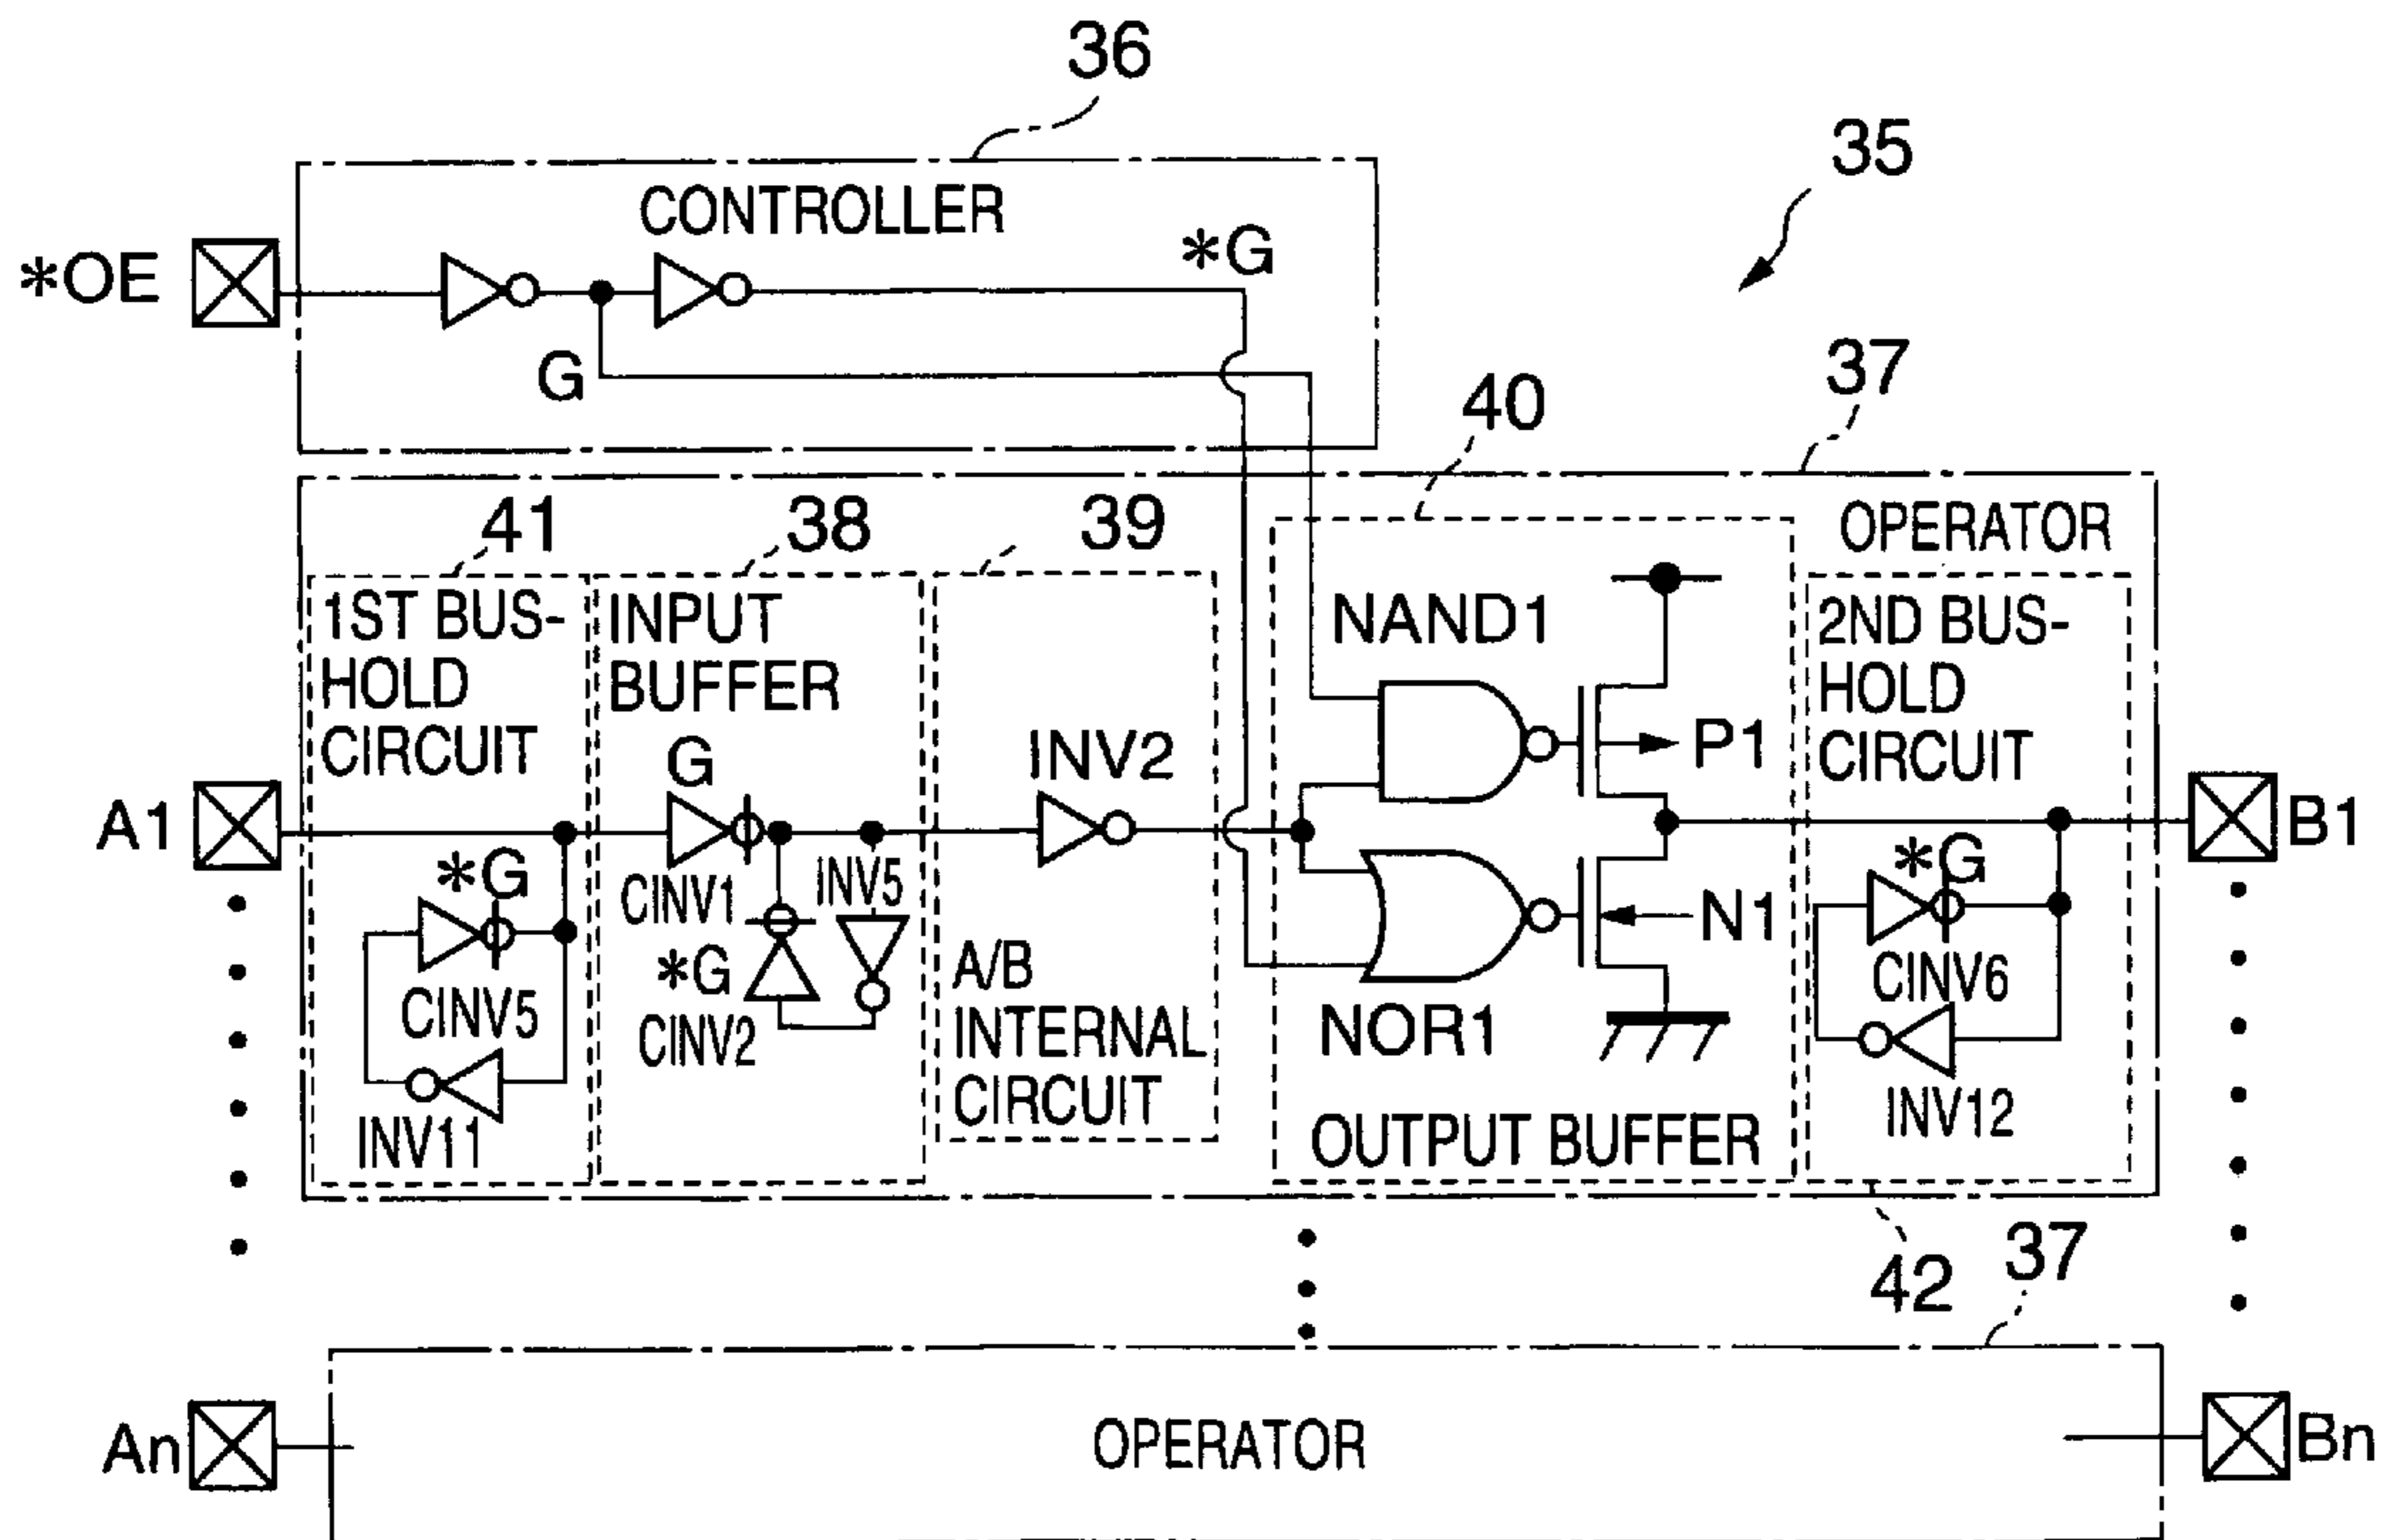 36
35
CONTROLLER
*G
*OE
G
37
40
41
38
39
OPERATOR
1ST BUS-
HOLD
CIRCUIT
INPUT
BUFFER
NAND1
2ND BUS-
HOLD
CIRCUIT
G
INV2
P1
A1
B1
*G
CINV1
INV5
*G
N1
*G
CINV2
CINV5
A/B
INTERNAL
CIRCUIT
CINV6
NOR1
INV11
OUTPUT BUFFER
INV12
42
37
An
OPERATOR
Bn